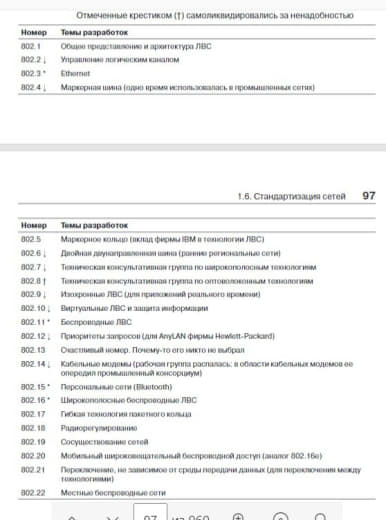 Отмеченные крестиком (†) самоликвидировались за ненадобностью
Номер Темы разработок
802.1 Общее представление и архитектура ЛВС
802.2 ↓ Управление логическим каналом
802.3 * Ethernet
802.4 ↓ Маркерная шина (одно время использовалась в промышленных сетях)
1.6. Стандартизация сетей 97
Номер Темы разработок
802.5 Маркерное кольцо (вклад фирмы IBM в технологии ЛВС)
802.6 ↓ Двойная двунаправленная шина (ранние региональные сети)
802.7 ↓ Техническая консультативная группа по широкополосным технологиям
802.8 † Техническая консультативная группа по оптоволоконным технологиям
802.9 ↓ Изохронные ЛВС (для приложений реального времени)
802.10 ↓ Виртуальные ЛВС и защита информации
802.11 * Беспроводные ЛВС
802.12 ↓ Приоритеты запросов (для AnyLAN фирмы Hewlett-Packard)
802.13 Счастливый номер. Почему-то его никто не выбрал
802.14 ↓ Кабельные модемы (рабочая группа распалась: в области кабельных модемов ее
опередил промышленный консорциум)
802.15 * Персональные сети (Bluetooth)
802.16 * Широкополосные беспроводные ЛВС
802.17 Гибкая технология пакетного кольца
802.18 Радиорегулирование
802.19 Сосуществование сетей
802.20 Мобильный широковещательный беспроводной доступ (аналог 802.16e)
802.21 Переключение, не зависимое от среды передачи данных (для переключения между
технологиями)
802.22 Местные беспроводные сети
97 из 960